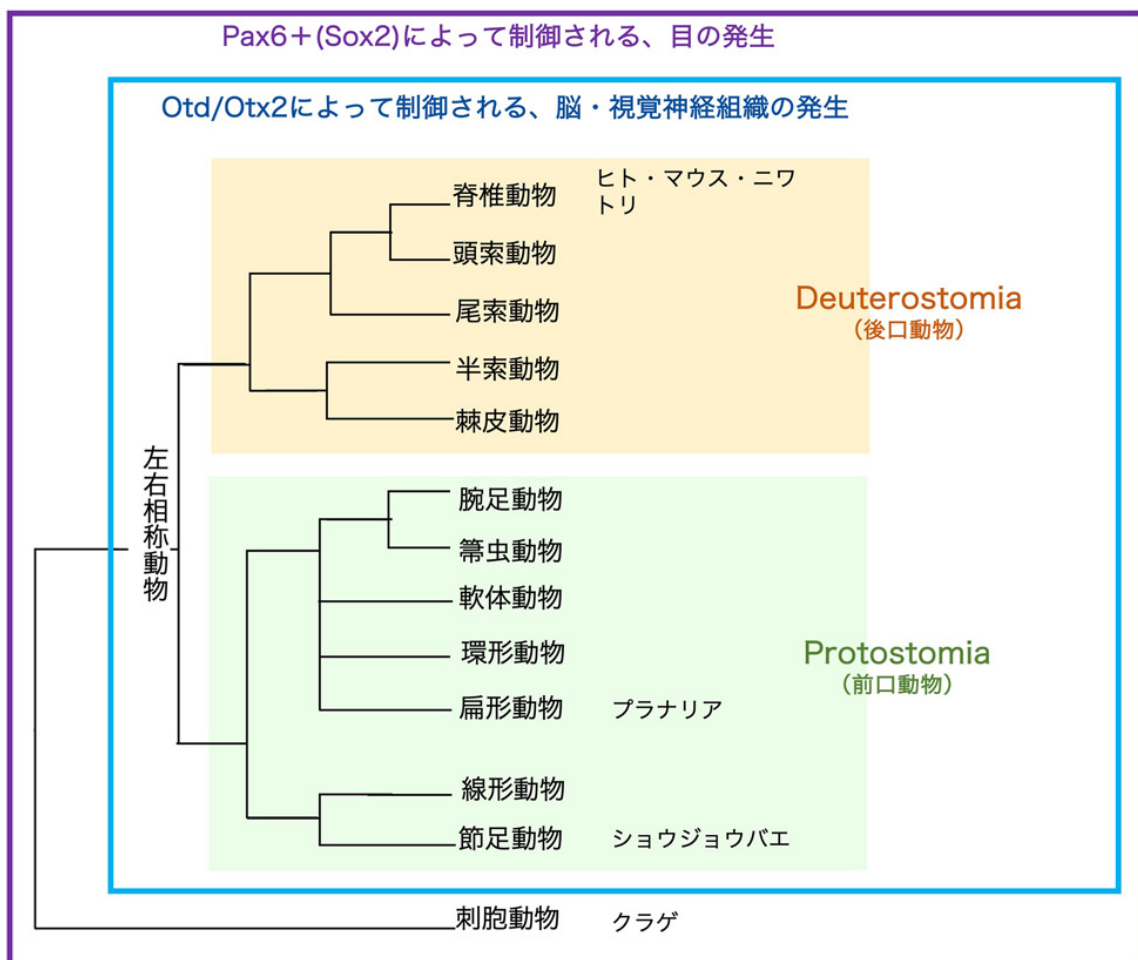 Pax6+(Sox2)によって制御される、目の発生
Otd/Otx2によって制御される、脳・視覚神経組織の発生
脊椎動物
ヒト・マウス・ニワ
トリ
頭索動物
尾索動物
半索動物
棘皮動物
Deuterostomia
(後口動物)
左右相称動物
腕足動物
箒虫動物
軟体動物
環形動物
扁形動物
プラナリア
Protostomia
(前口動物)
線形動物
節足動物
ショウジョウバエ
刺胞動物
クラゲ